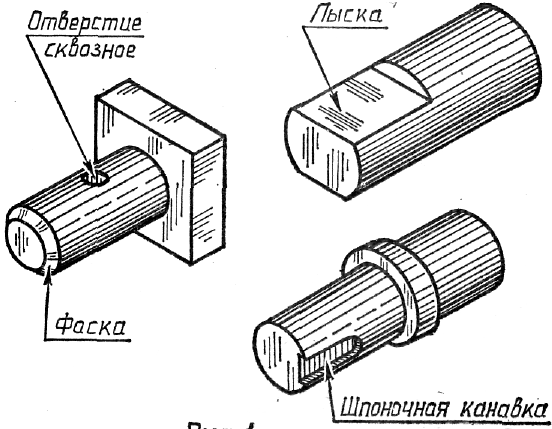 Отверстие
сквозное
Лыска
Фаска
Шпоночная канавка